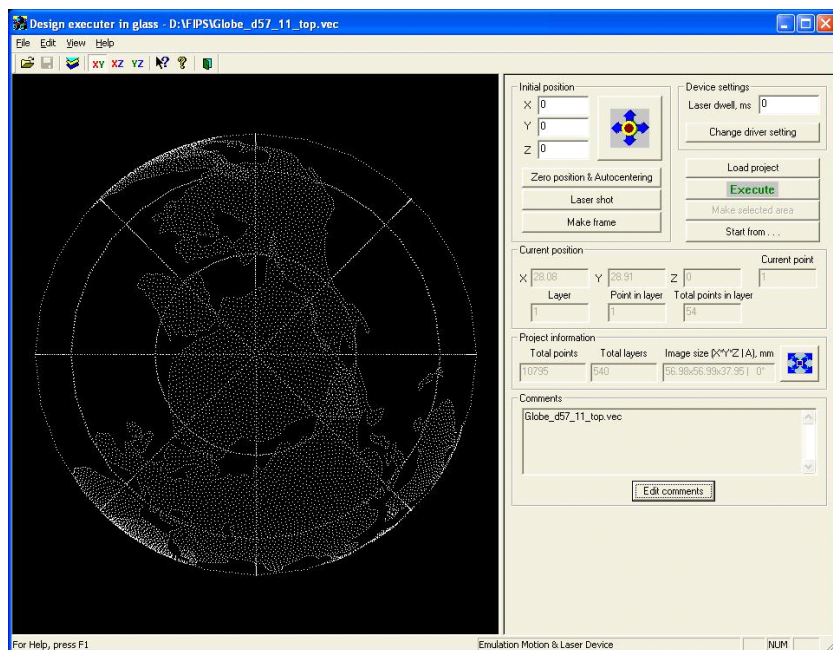 Design executer in glass - D:\FIPS\Globe_d57_11_top.vec
File Edit View Help
XY XZ YZ
Initial position
X 0
Y 0
Z 0
Zero position & Autocentering
Laser shot
Make frame
Device settings
Laser dwell, ms 0
Change driver setting
Load project
Execute
Make selected area
Start from . . .
Current position
Current point
X 28.08 Y 28.91 Z 0 1
Layer Point in layer Total points in layer
1 1 54
Project information
Total points Total layers Image size (X*Y*Z | A), mm
10795 540 56.98x56.99x37.95 | 0°
Comments
Globe_d57_11_top.vec
Edit comments
For Help, press F1 Emulation Motion & Laser Device NUM